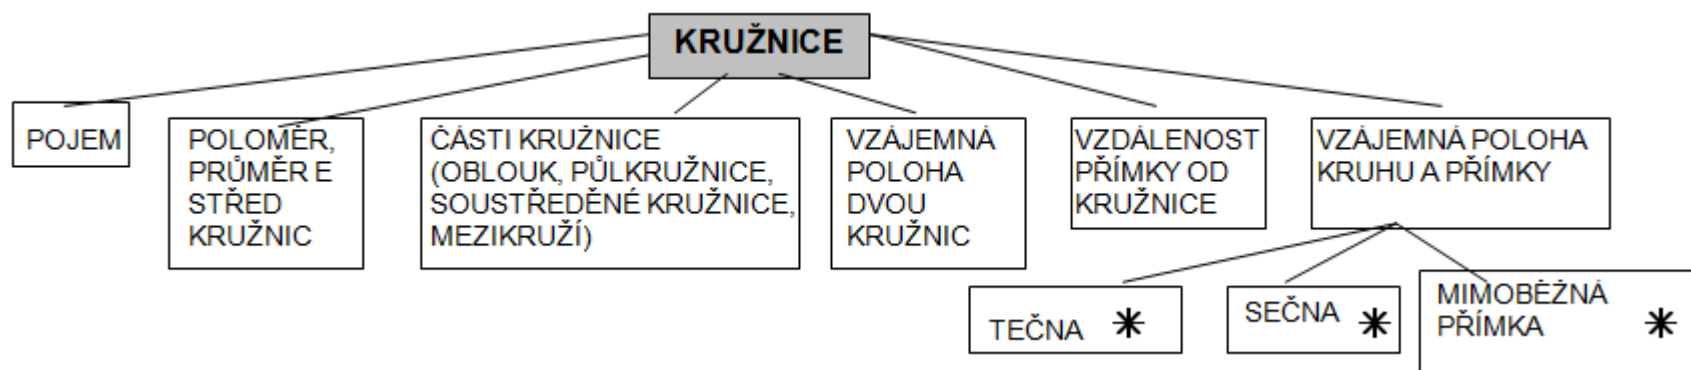 KRUŽNICE
POJEM
POLOMĚR,
PRŮMĚR E
STŘED
KRUŽNIC
ČÁSTI KRUŽNICE
(OBLOUK, PŮLKRUŽNICE,
SOUSTŘEDĚNÉ KRUŽNICE,
MEZIKRUŽÍ)
VZÁJEMNÁ
POLOHA
DVOU
KRUŽNIC
VZDÁLENOST
PŘÍMKY OD
KRUŽNICE
VZÁJEMNÁ POLOHA
KRUHU A PŘÍMKY
TEČNA
SEČNA
MIMOBĚŽNÁ
PŘÍMKA